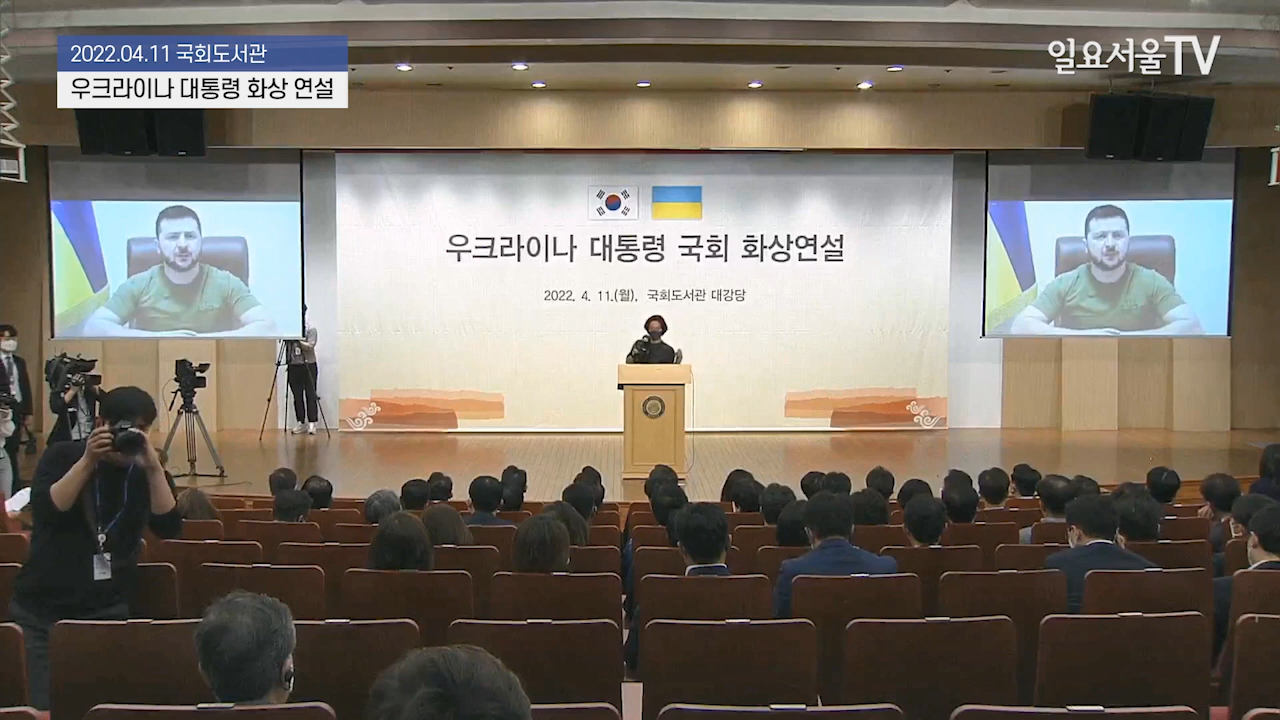 2022.04.11 국회도서관
우크라이나 대통령 화상 연설
일요서울TV
우크라이나 대통령 국회 화상연설
2022. 4. 11.(월), 국회도서관 대강당